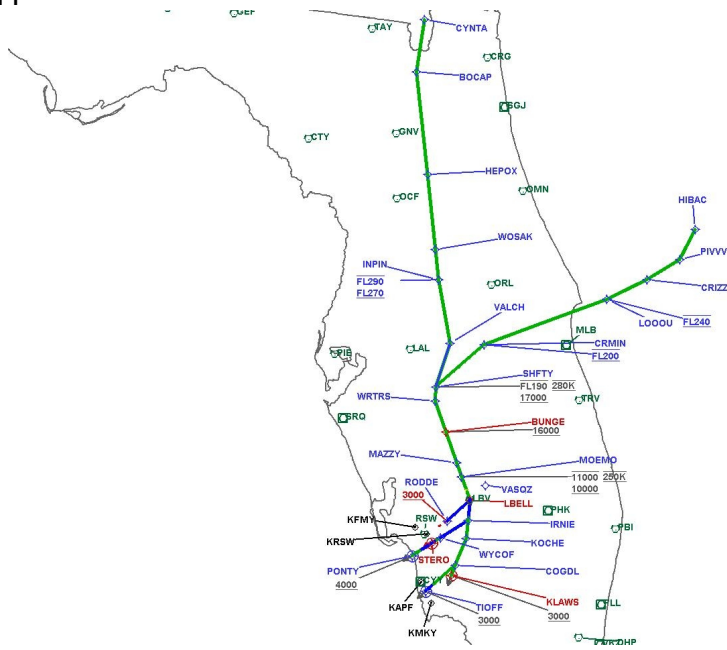 GEF
TAY
CYNTA
CRG
BOCAP
SGJ
GNV
CTY
HEPOX
OMN
OCF
HIBAC
WOSAK
PIVVV
INPIN
FL290
FL270
ORL
CRIZZ
VALCH
LOOOU
FL240
MLB
PIE
LAL
CRMIN
FL200
SHFTY
FL190 280K
17000
WRTRS
TRV
SRQ
BUNGE
16000
MAZZY
MOEMO
11000 250K
10000
RODDE
3000
VASQZ
LBV
LBELL
PHK
KFMY
RSW
IRNIE
PBI
KRSW
KOCHE
WYCOF
STERO
PONTY
4000
COGDL
CYY
KAPF
TIOFF
3000
KLAWS
3000
FLL
KMKY
DHP